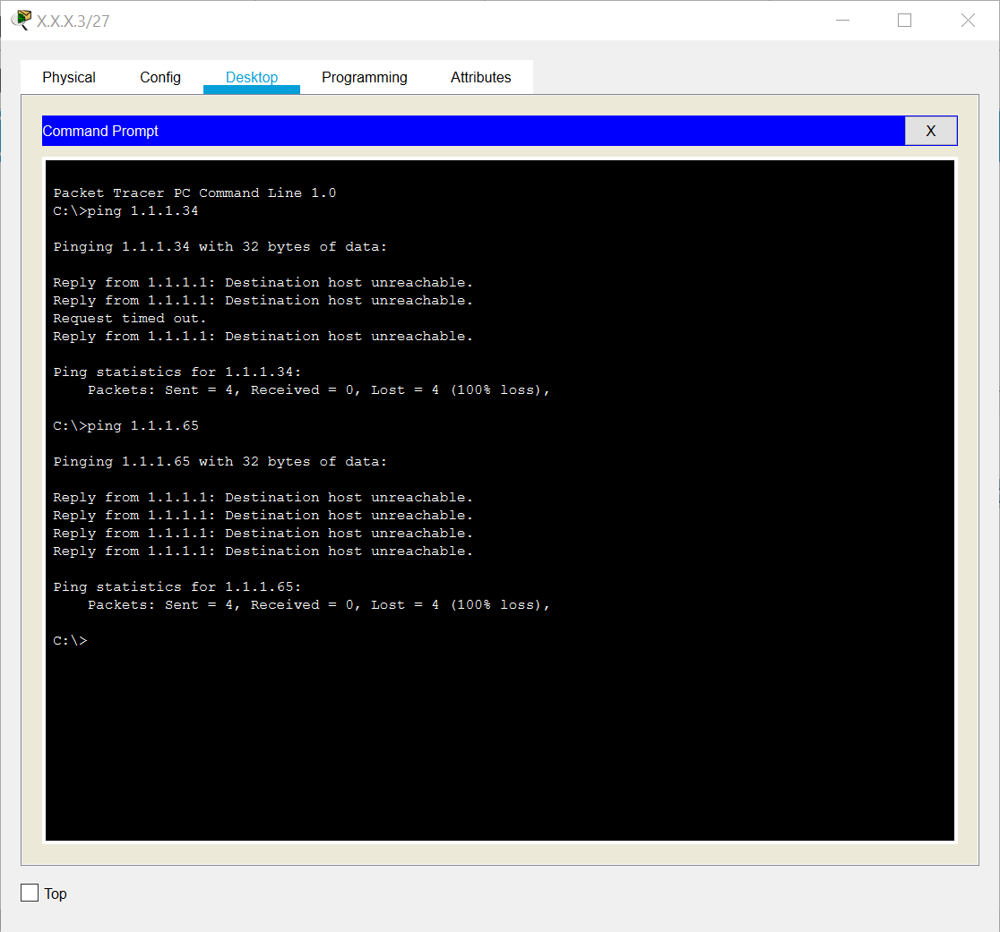 X.X.X.3/27
Physical Config Desktop Programming Attributes
Command Prompt X
Packet Tracer PC Command Line 1.0
C:\>ping 1.1.1.34
Pinging 1.1.1.34 with 32 bytes of data:
Reply from 1.1.1.1: Destination host unreachable.
Reply from 1.1.1.1: Destination host unreachable.
Request timed out.
Reply from 1.1.1.1: Destination host unreachable.
Ping statistics for 1.1.1.34:
    Packets: Sent = 4, Received = 0, Lost = 4 (100% loss),
C:\>ping 1.1.1.65
Pinging 1.1.1.65 with 32 bytes of data:
Reply from 1.1.1.1: Destination host unreachable.
Reply from 1.1.1.1: Destination host unreachable.
Reply from 1.1.1.1: Destination host unreachable.
Reply from 1.1.1.1: Destination host unreachable.
Ping statistics for 1.1.1.65:
    Packets: Sent = 4, Received = 0, Lost = 4 (100% loss),
C:\>
Top